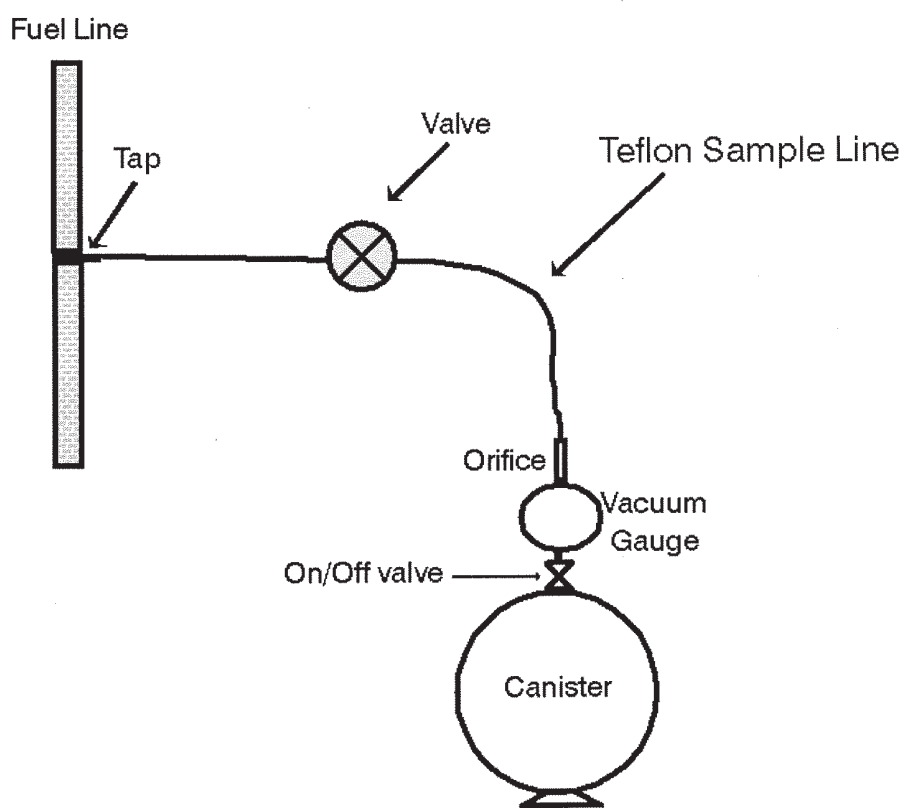 Fuel Line
Valve
Teflon Sample Line
Tap
Orifice
Vacuum
Gauge
On/Off valve
Canister